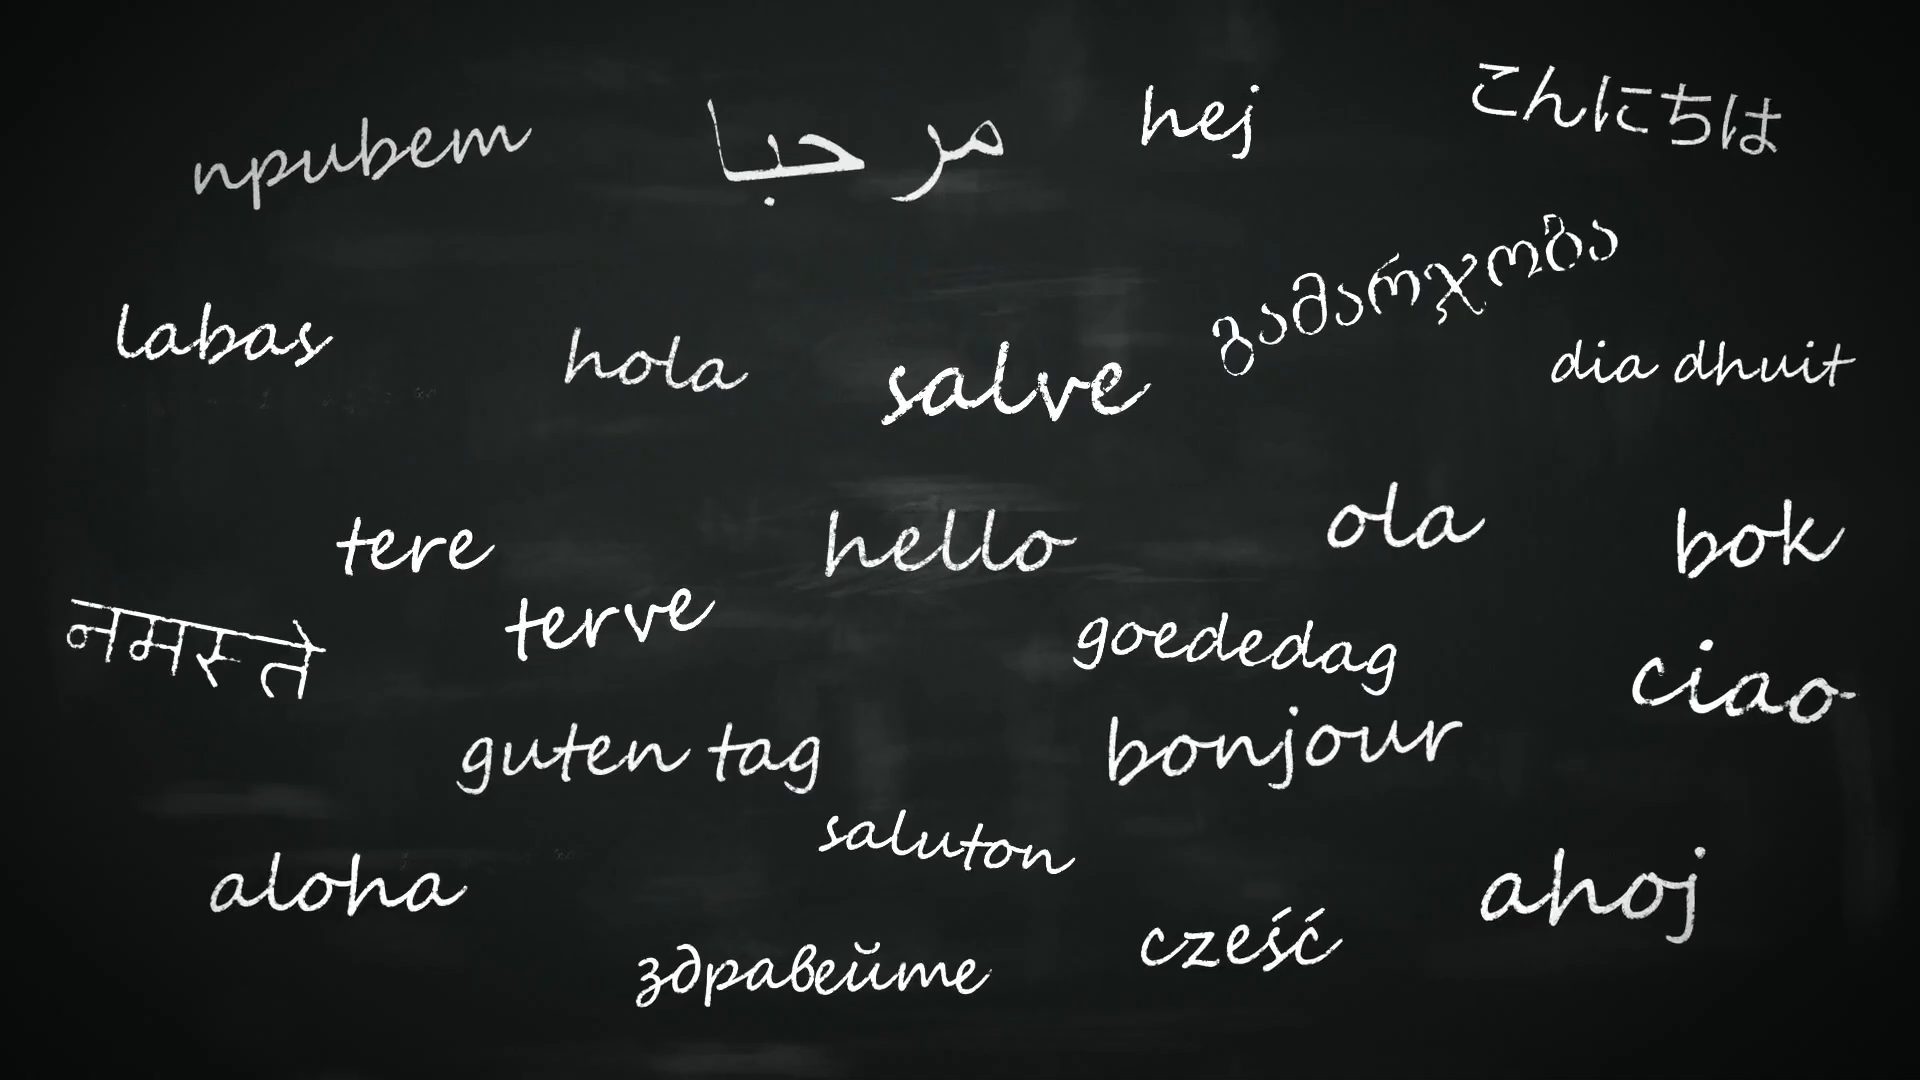 привет
مرحبا
hej
こんにちは
გამარჯობა
labas
hola
salve
dia dhuit
tere
hello
ola
bok
नमस्ते
terve
goededag
ciao
guten tag
bonjour
saluton
aloha
ahoj
здравейте
cześć